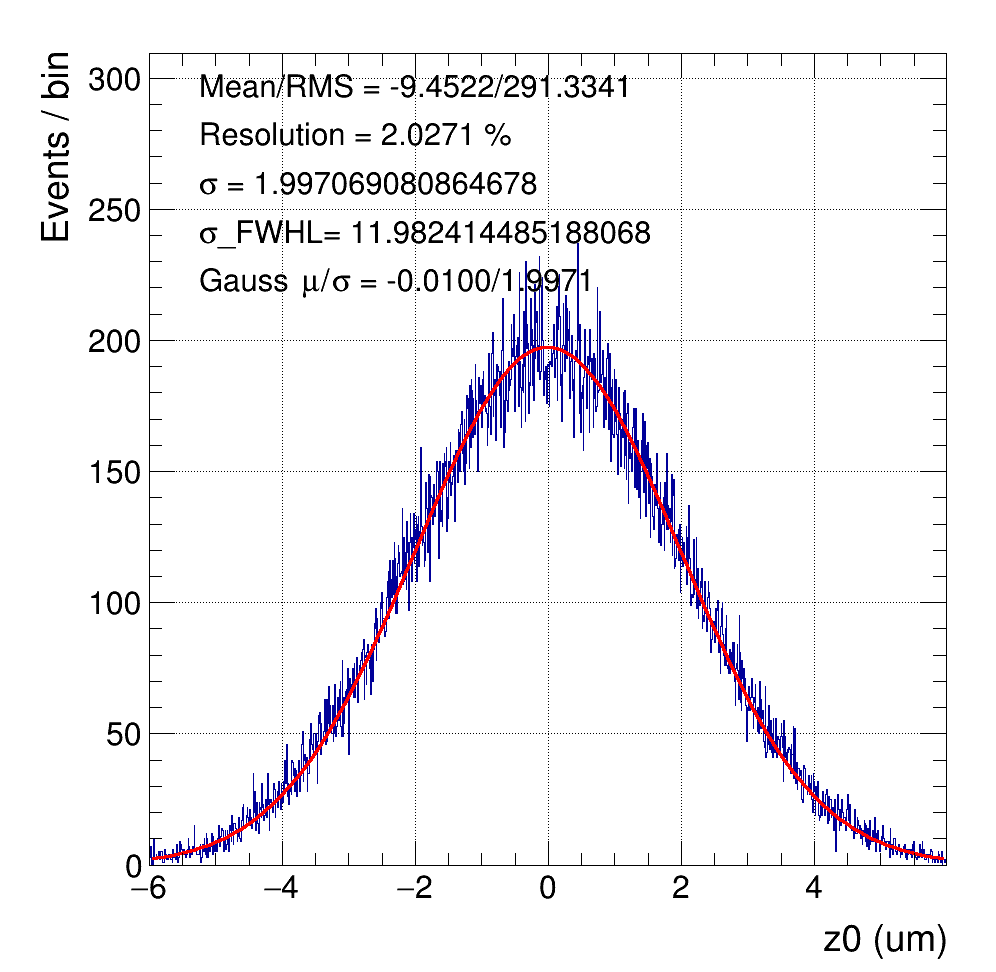 Events / bin
300
Mean/RMS = -9.4522/291.3341
Resolution = 2.0271 %
σ = 1.997069080864678
250
σ_FWHL= 11.982414485188068
Gauss μ/σ = -0.0100/1.9971
200
150
100
50
0
−6 −4 −2 0 2 4
z0 (um)